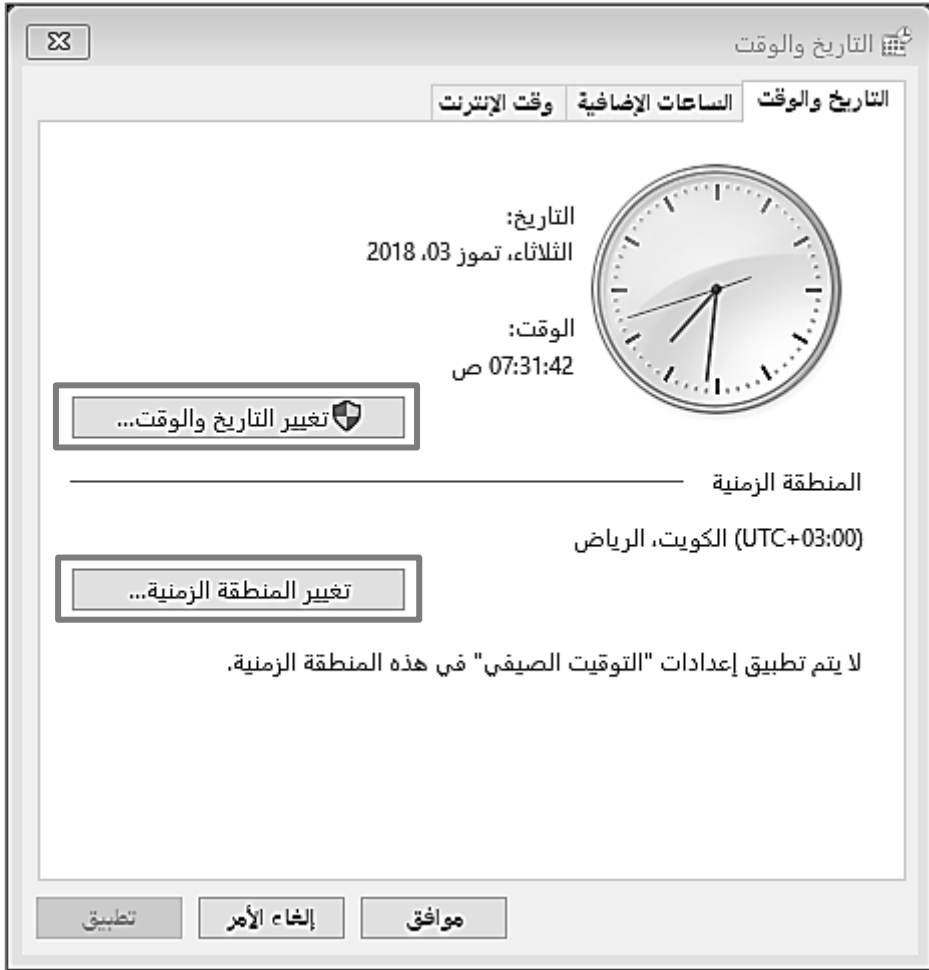 التاريخ والوقت
التاريخ والوقت
الساعات الإضافية
وقت الإنترنت
التاريخ:
الثلاثاء، تموز 03، 2018
الوقت:
07:31:42 ص
تغيير التاريخ والوقت...
المنطقة الزمنية
(UTC+03:00) الكويت، الرياض
تغيير المنطقة الزمنية...
لا يتم تطبيق إعدادات "التوقيت الصيفي" في هذه المنطقة الزمنية.
موافق
إلغاء الأمر
تطبيق